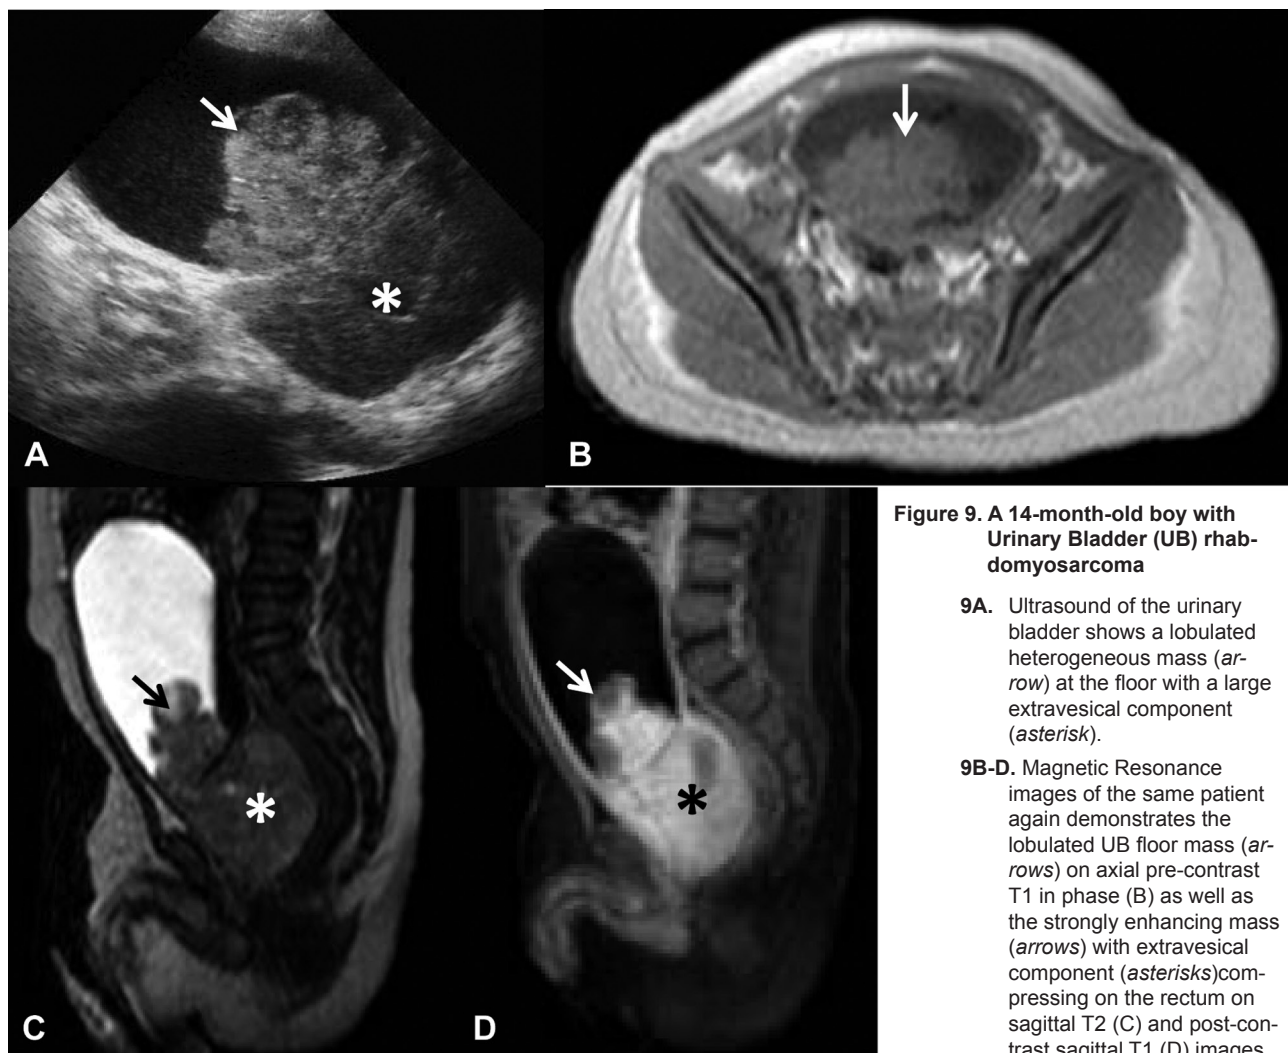 A
B
C
D
Figure 9. A 14-month-old boy with
Urinary Bladder (UB) rhab-
domyosarcoma
9A. Ultrasound of the urinary
bladder shows a lobulated
heterogeneous mass (ar-
row) at the floor with a large
extravesical component
(asterisk).
9B-D. Magnetic Resonance
images of the same patient
again demonstrates the
lobulated UB floor mass (ar-
rows) on axial pre-contrast
T1 in phase (B) as well as
the strongly enhancing mass
(arrows) with extravesical
component (asterisks)com-
pressing on the rectum on
sagittal T2 (C) and post-con-
trast sagittal T1 (D) images